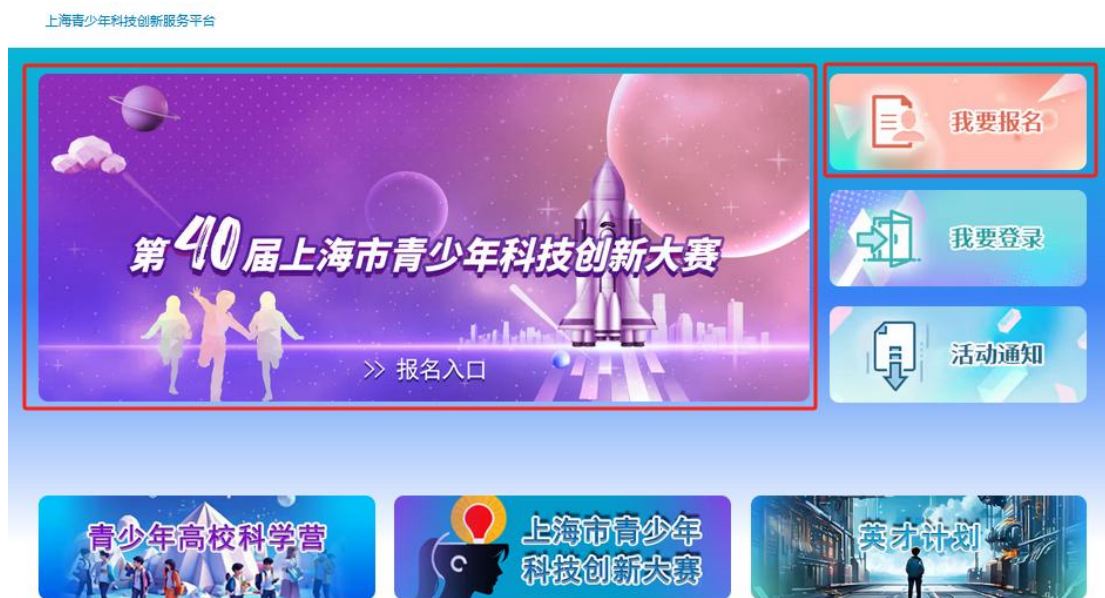 上海青少年科技创新服务平台
第40届上海市青少年科技创新大赛
>> 报名入口
我要报名
我要登录
活动通知
青少年高校科学营
上海市青少年
科技创新大赛
英才计划